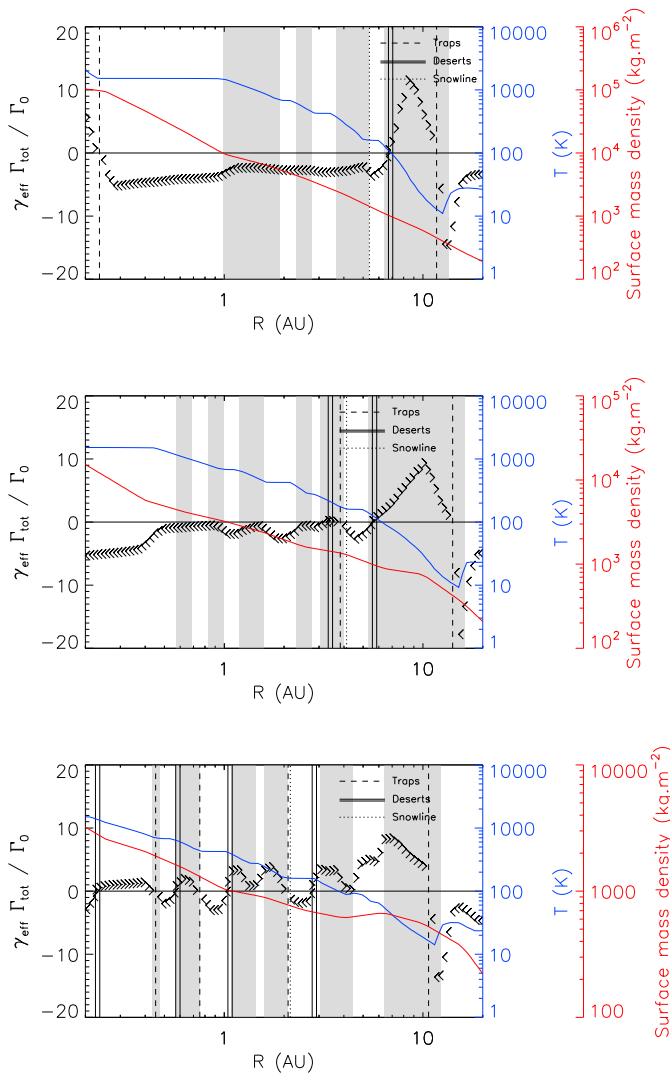 20
10
0
−10
−20
γeff Γtot / Γ0
1
10
R (AU)
Traps
Deserts
Snowline
10000
1000
100
10
1
T (K)
10^6
10^5
10^4
10^3
10^2
Surface mass density (kg.m^-2)
20
10
0
−10
−20
γeff Γtot / Γ0
1
10
R (AU)
Traps
Deserts
Snowline
10000
1000
100
10
1
T (K)
10^5
10^4
10^3
10^2
Surface mass density (kg.m^-2)
20
10
0
−10
−20
γeff Γtot / Γ0
1
10
R (AU)
Traps
Deserts
Snowline
10000
1000
100
10
1
T (K)
10000
1000
100
Surface mass density (kg.m^-2)